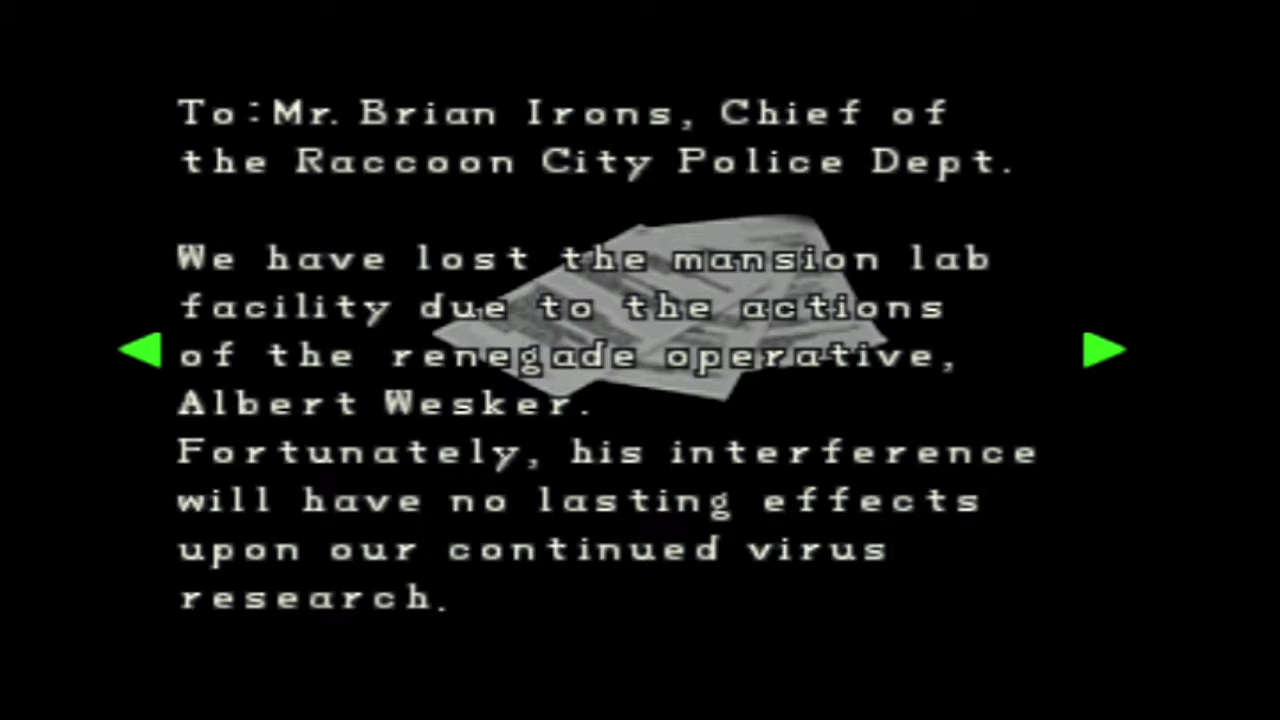 To:Mr. Brian Irons, Chief of
the Raccoon City Police Dept.
We have lost the mansion lab
facility due to the actions
of the renegade operative,
Albert Wesker.
Fortunately, his interference
will have no lasting effects
upon our continued virus
research.